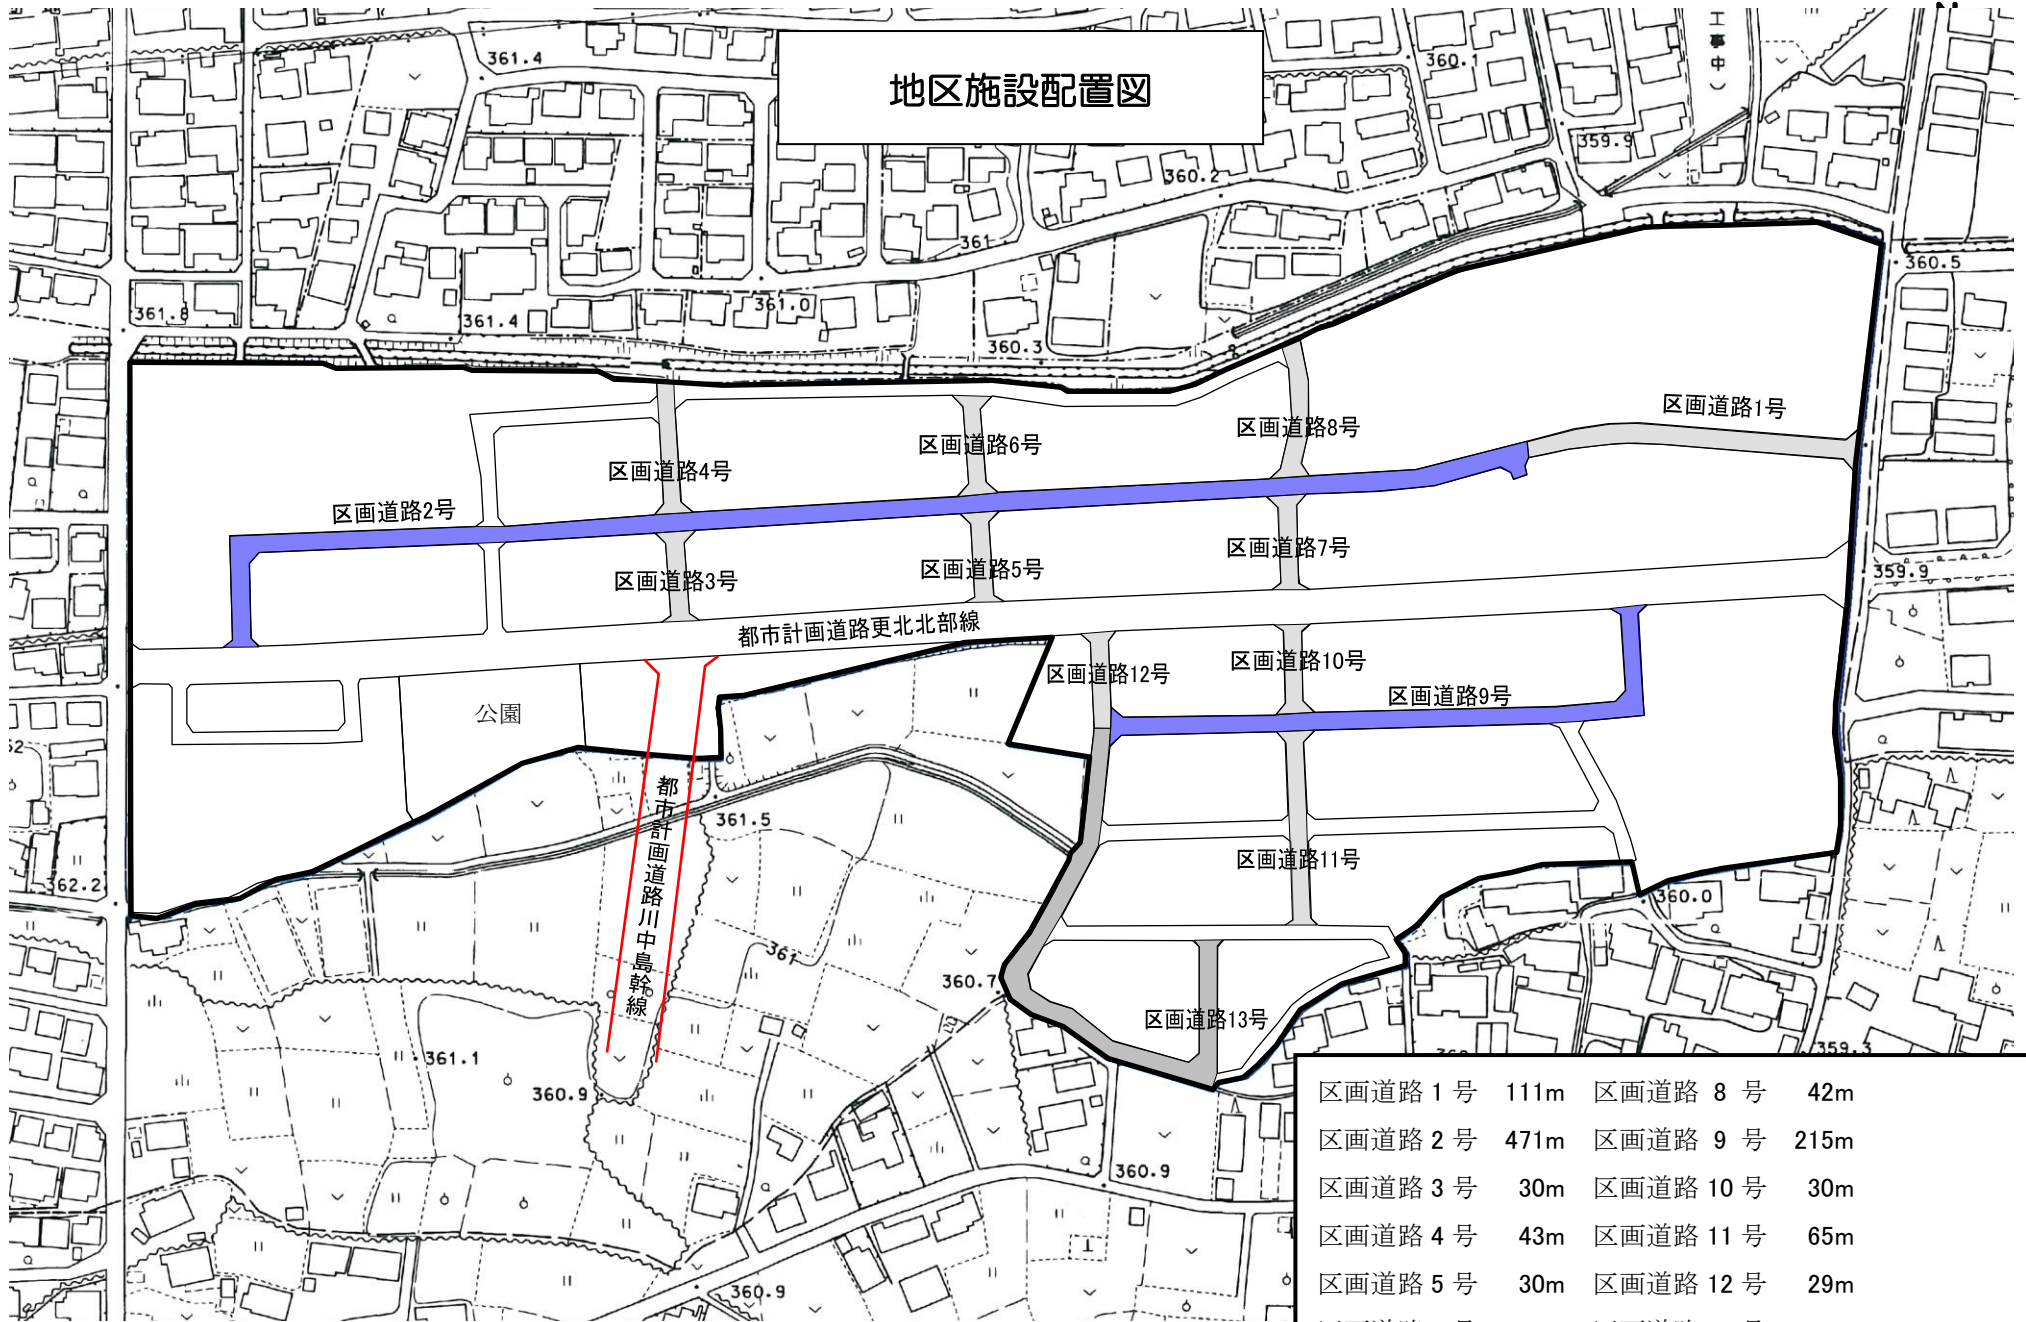 工事中)
361.4
360.1
地区施設配置図
359.9
360.2
361
360.5
361.8
361.4
361.0
360.3
区画道路1号
区画道路8号
区画道路6号
区画道路4号
区画道路2号
区画道路7号
区画道路5号
区画道路3号
359.9
都市計画道路更北北部線
区画道路12号
区画道路10号
区画道路9号
公園
都市計画道路川中島幹線
361.5
区画道路11号
362.2
360.0
361
360.7
区画道路13号
361.1
359.3
360.9
区画道路 1 号 111m 区画道路 8 号 42m
区画道路 2 号 471m 区画道路 9 号 215m
区画道路 3 号 30m 区画道路 10 号 30m
360.9
区画道路 4 号 43m 区画道路 11 号 65m
区画道路 5 号 30m 区画道路 12 号 29m
360.9